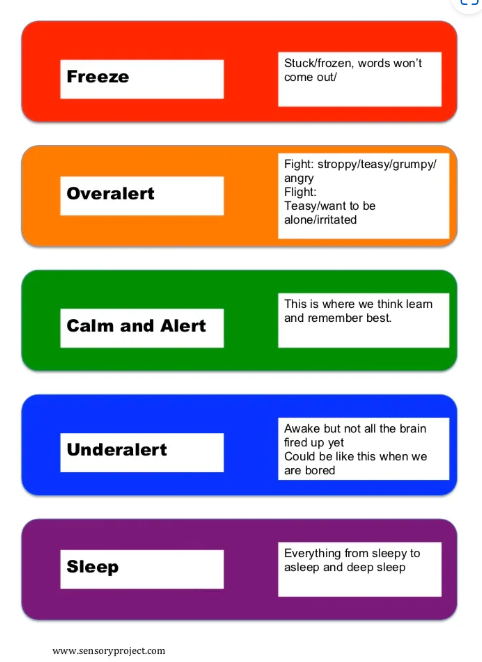 Freeze
Stuck/frozen, words won’t
come out/
Overalert
Fight: stroppy/teasy/grumpy/
angry
Flight:
Teasy/want to be
alone/irritated
Calm and Alert
This is where we think learn
and remember best.
Underalert
Awake but not all the brain
fired up yet
Could be like this when we
are bored
Sleep
Everything from sleepy to
asleep and deep sleep
www.sensoryproject.com